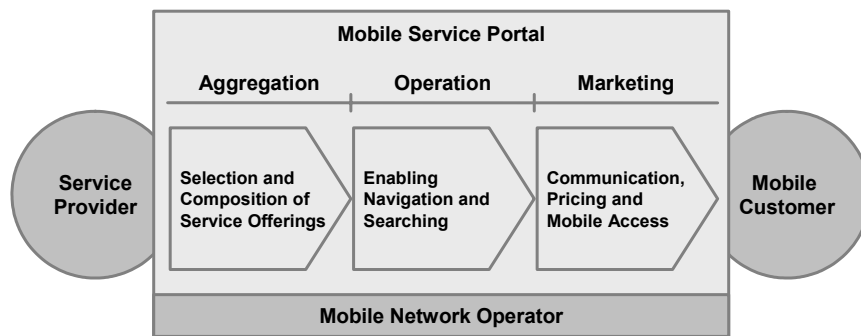 Mobile Service Portal
Aggregation
Operation
Marketing
Service
Provider
Selection and
Composition of
Service Offerings
Enabling
Navigation and
Searching
Communication,
Pricing and
Mobile Access
Mobile
Customer
Mobile Network Operator